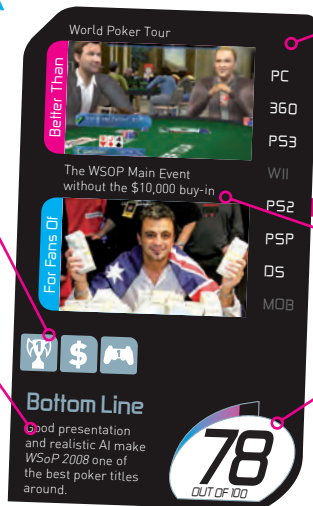 World Poker Tour
Better Than
The WSOP Main Event
without the $10,000 buy-in
For Fans Of
PC
360
PS3
WII
PS2
PSP
DS
MOB
$
Bottom Line
Good presentation
and realistic AI make
WSoP 2008 one of
the best poker titles
around.
78
OUT OF 100